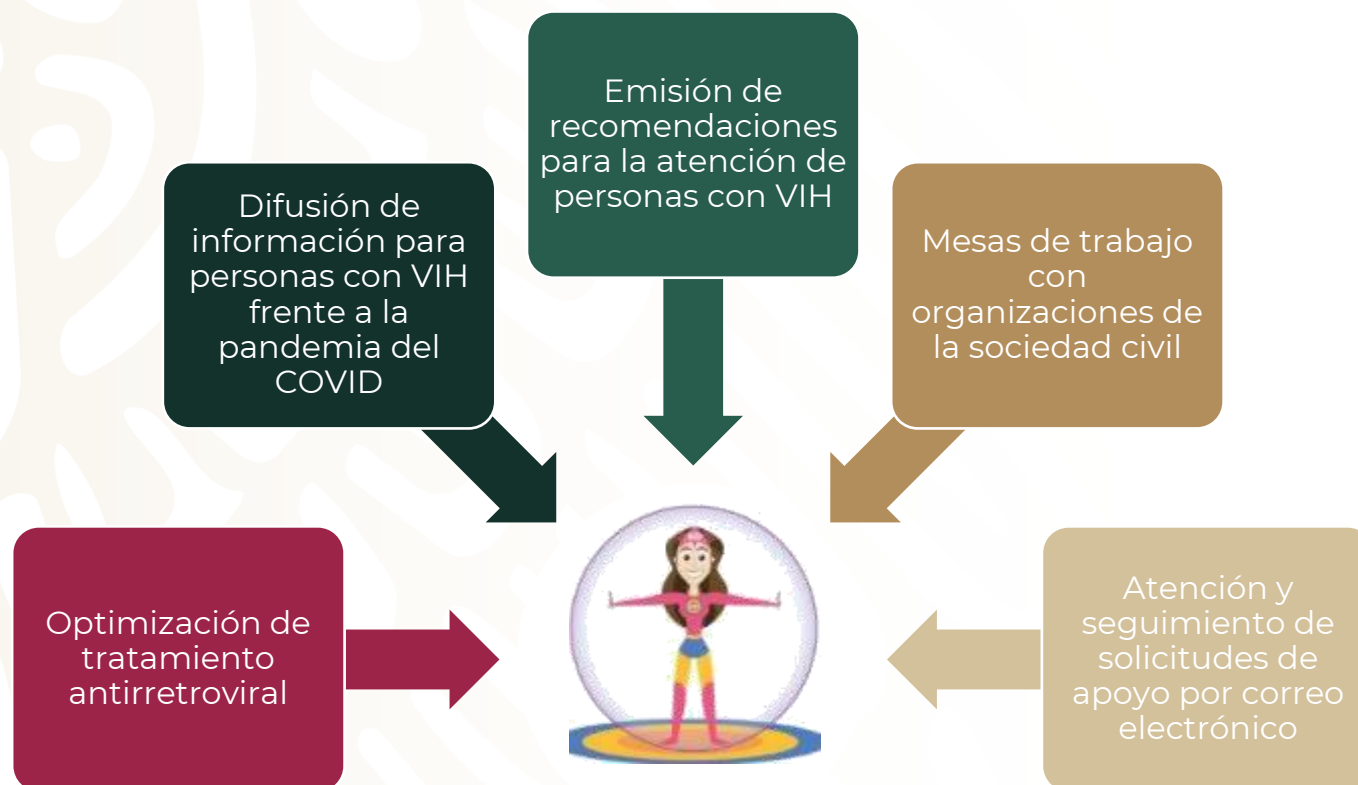 Optimización de
tratamiento
antirretroviral
Difusión de
información para
personas con VIH
frente a la
pandemia del
COVID
Emisión de
recomendaciones
para la atención de
personas con VIH
Mesas de trabajo
con
organizaciones de
la sociedad civil
Atención y
seguimiento de
solicitudes de
apoyo por correo
electrónico